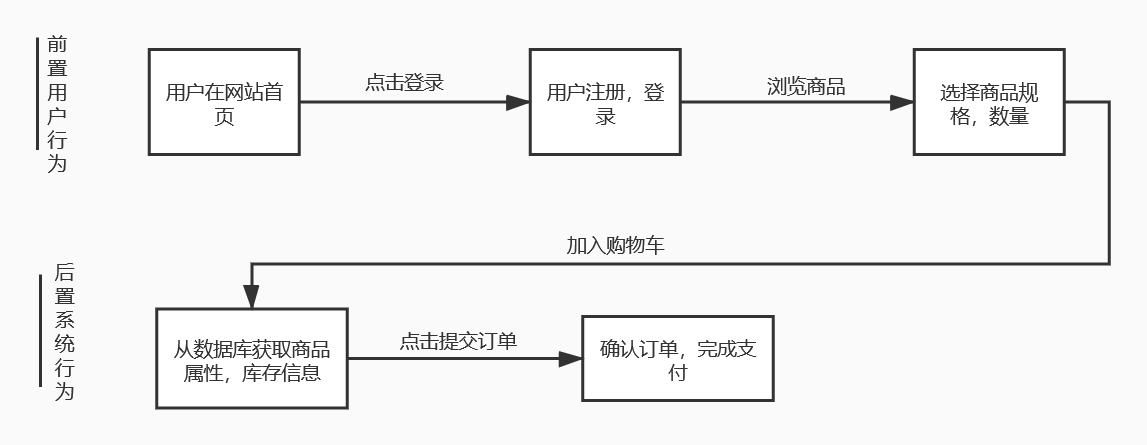 前置用户行为
用户在网站首
页
点击登录
用户注册，登
录
浏览商品
选择商品规
格，数量
加入购物车
后置系统行为
从数据库获取商品
属性，库存信息
点击提交订单
确认订单，完成支
付